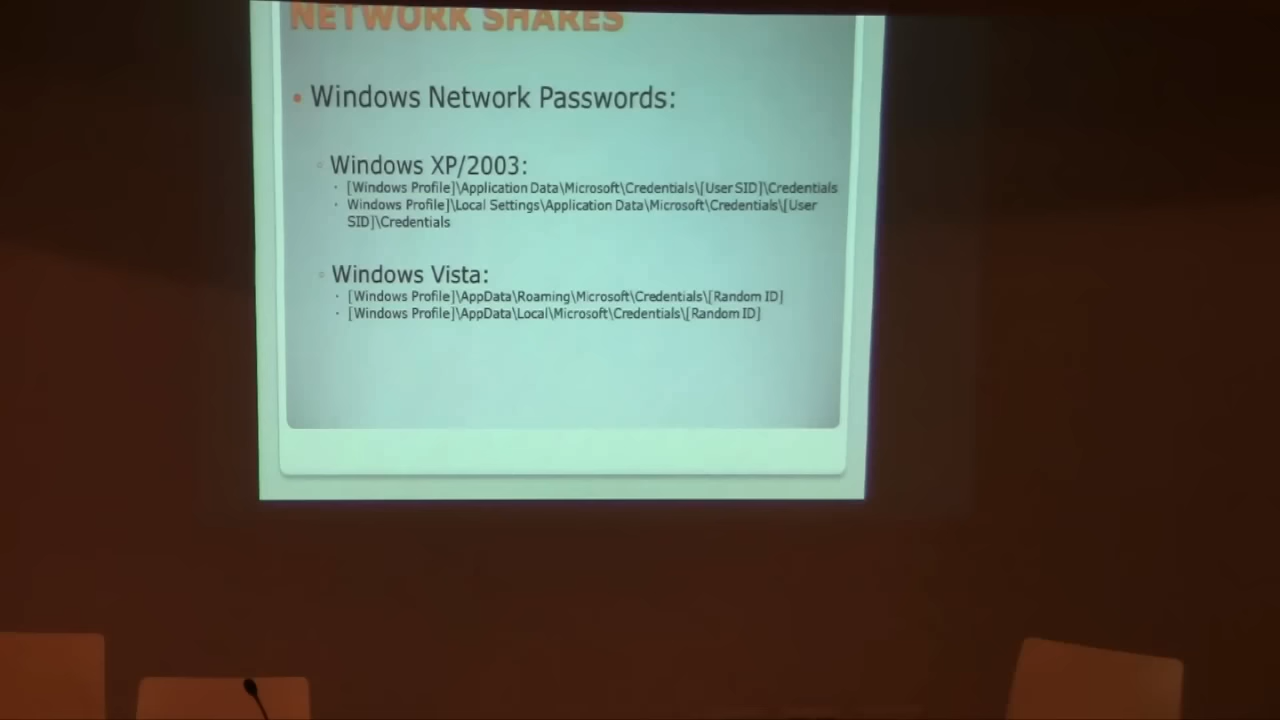 NETWORK SHARES
• Windows Network Passwords:
◦ Windows XP/2003:
· [Windows Profile]\Application Data\Microsoft\Credentials\[User SID]\Credentials
· Windows Profile]\Local Settings\Application Data\Microsoft\Credentials\[User
SID]\Credentials
◦ Windows Vista:
· [Windows Profile]\AppData\Roaming\Microsoft\Credentials\[Random ID]
· [Windows Profile]\AppData\Local\Microsoft\Credentials\[Random ID]